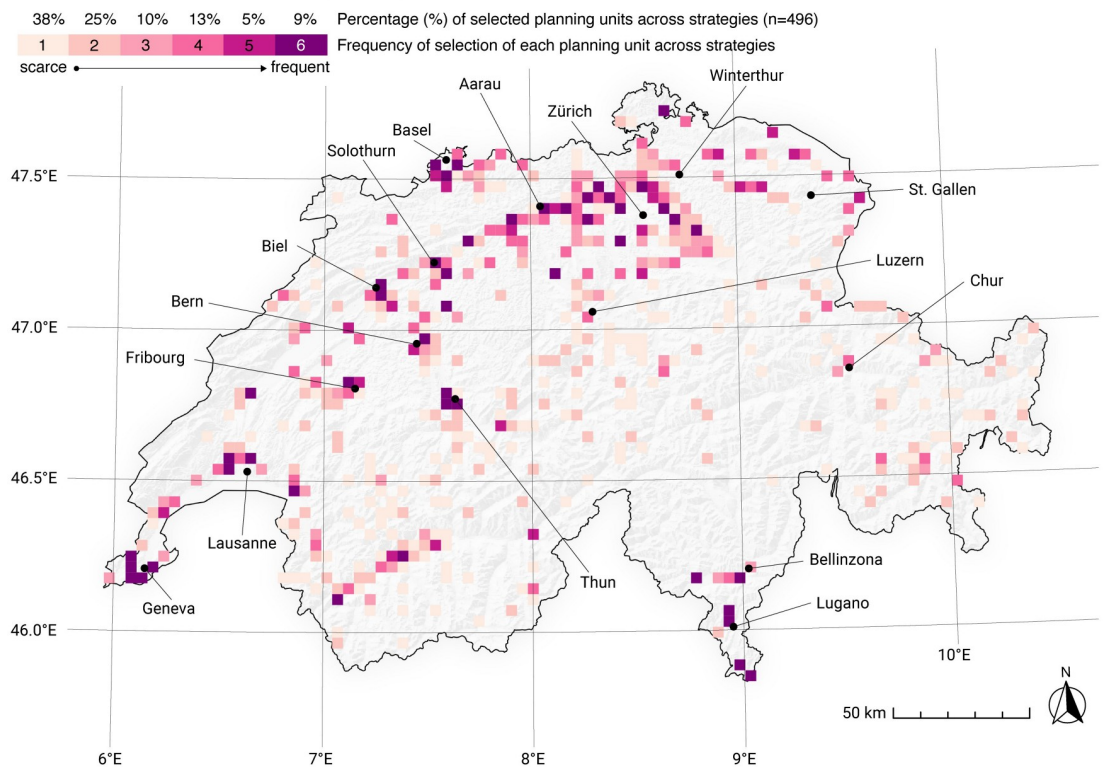 38% 25% 10% 13% 5% 9% Percentage (%) of selected planning units across strategies (n=496)
1 2 3 4 5 6 Frequency of selection of each planning unit across strategies
scarce frequent
Winterthur
Aarau
Zürich
Basel
Solothurn
47.5°E
St. Gallen
Biel
Luzern
Chur
Bern
47.0°E
Fribourg
46.5°E
Lausanne
Bellinzona
Thun
Lugano
Geneva
46.0°E
10°E
N
50 km
6°E 7°E 8°E 9°E